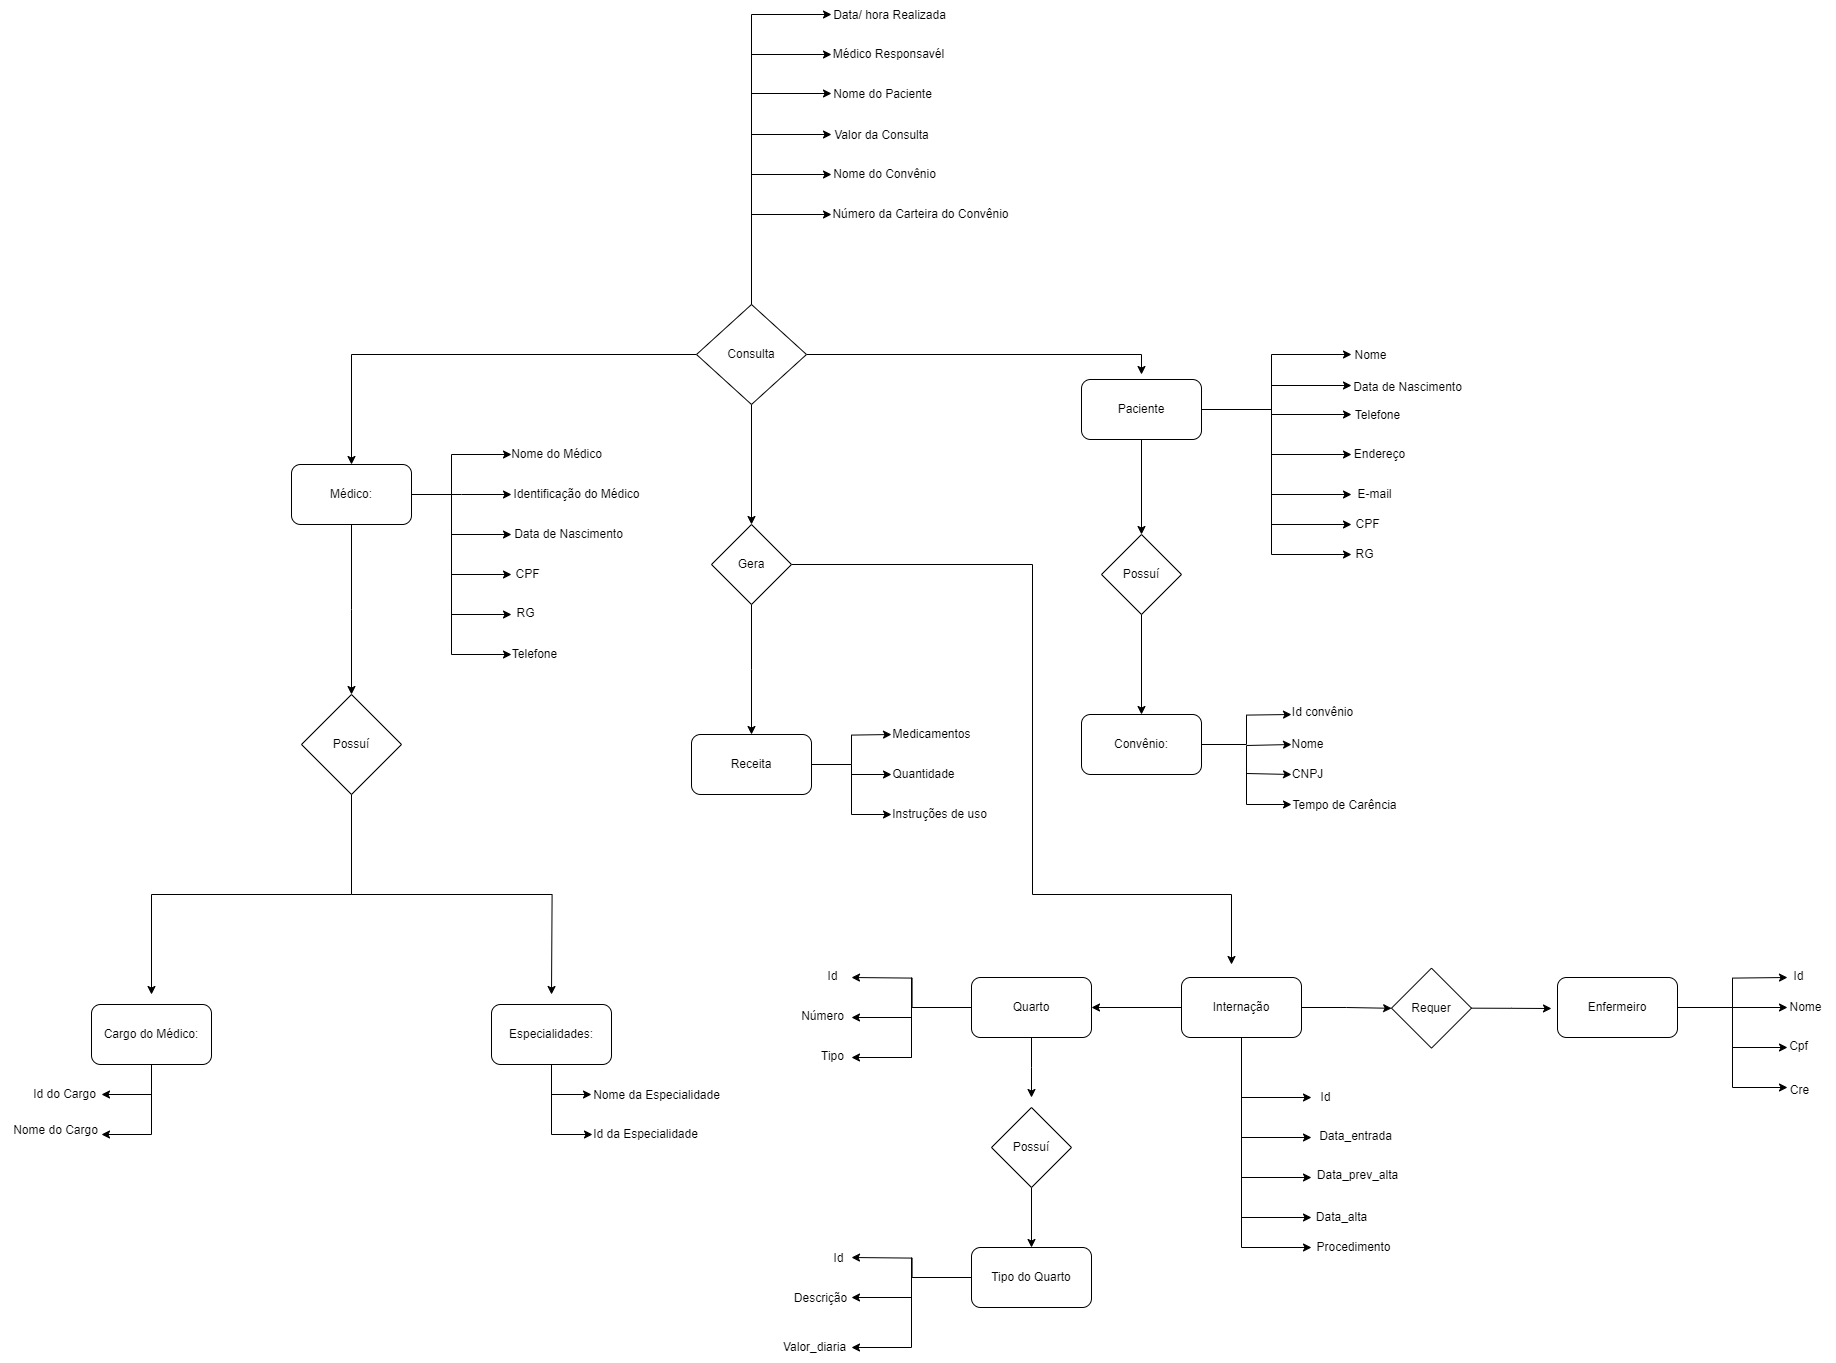 Data/ hora Realizada
Médico Responsavél
Nome do Paciente
Valor da Consulta
Nome do Convênio
Número da Carteira do Convênio
Consulta
Médico:
Nome do Médico
Identificação do Médico
Data de Nascimento
CPF
RG
Telefone
Gera
Paciente
Nome
Data de Nascimento
Telefone
Endereço
E-mail
CPF
RG
Possuí
Possuí
Receita
Medicamentos
Quantidade
Instruções de uso
Convênio:
Id convênio
Nome
CNPJ
Tempo de Carência
Cargo do Médico:
Id do Cargo
Nome do Cargo
Especialidades:
Nome da Especialidade
Id da Especialidade
Id
Número
Tipo
Quarto
Internação
Requer
Enfermeiro
Id
Nome
Cpf
Cre
Id
Data_entrada
Data_prev_alta
Data_alta
Procedimento
Possuí
Tipo do Quarto
Id
Descrição
Valor_diaria